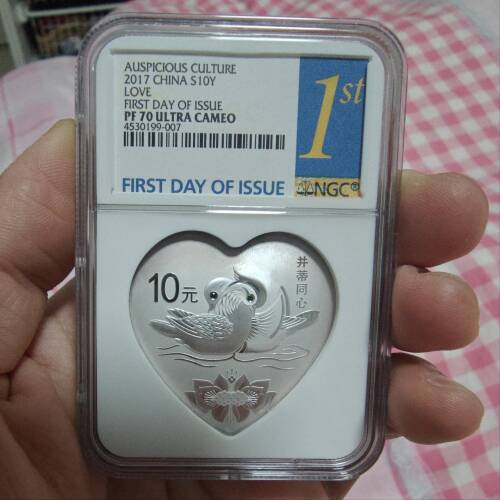 AUSPICIOUS CULTURE
2017 CHINA S10Y
LOVE
FIRST DAY OF ISSUE
PF 70 ULTRA CAMEO
4530199-007
1st
FIRST DAY OF ISSUE
NGC®
10元
并蒂同心